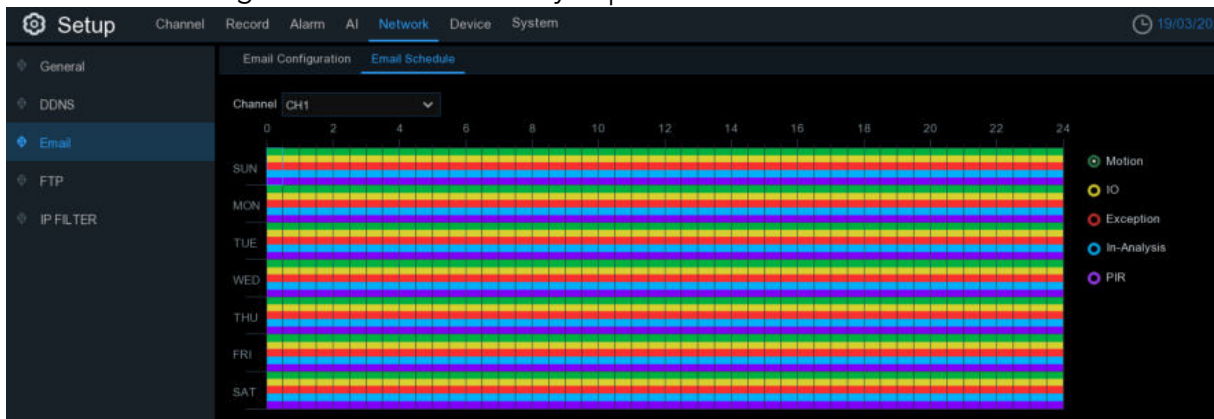 Setup Channel Record Alarm AI Network Device System 19/03/20
General
DDNS
Email
FTP
IP FILTER
Email Configuration Email Schedule
Channel CH1
0 2 4 6 8 10 12 14 16 18 20 22 24
SUN
MON
TUE
WED
THU
FRI
SAT
Motion
IO
Exception
In-Analysis
PIR